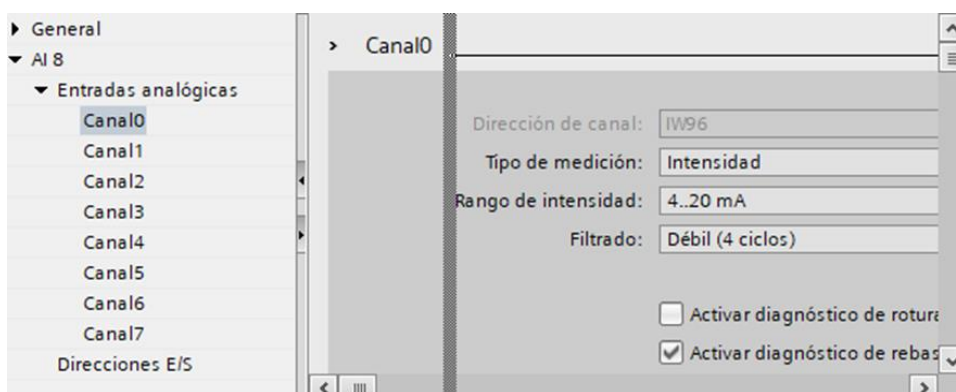 General
AI 8
Entradas analógicas
Canal0
Canal1
Canal2
Canal3
Canal4
Canal5
Canal6
Canal7
Direcciones E/S
Canal0
Dirección de canal: IW96
Tipo de medición: Intensidad
Rango de intensidad: 4..20 mA
Filtrado: Débil (4 ciclos)
Activar diagnóstico de rotura
Activar diagnóstico de rebas